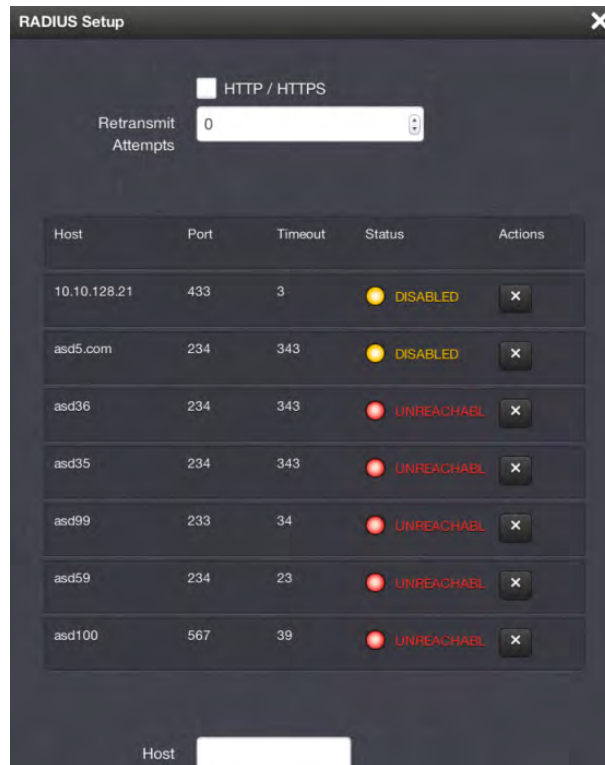 RADIUS Setup
HTTP / HTTPS
Retransmit Attempts
0
Host Port Timeout Status Actions
10.10.128.21 433 3 DISABLED
asd5.com 234 343 DISABLED
asd36 234 343 UNREACHABL
asd35 234 343 UNREACHABL
asd99 233 34 UNREACHABL
asd59 234 23 UNREACHABL
asd100 567 39 UNREACHABL
Host